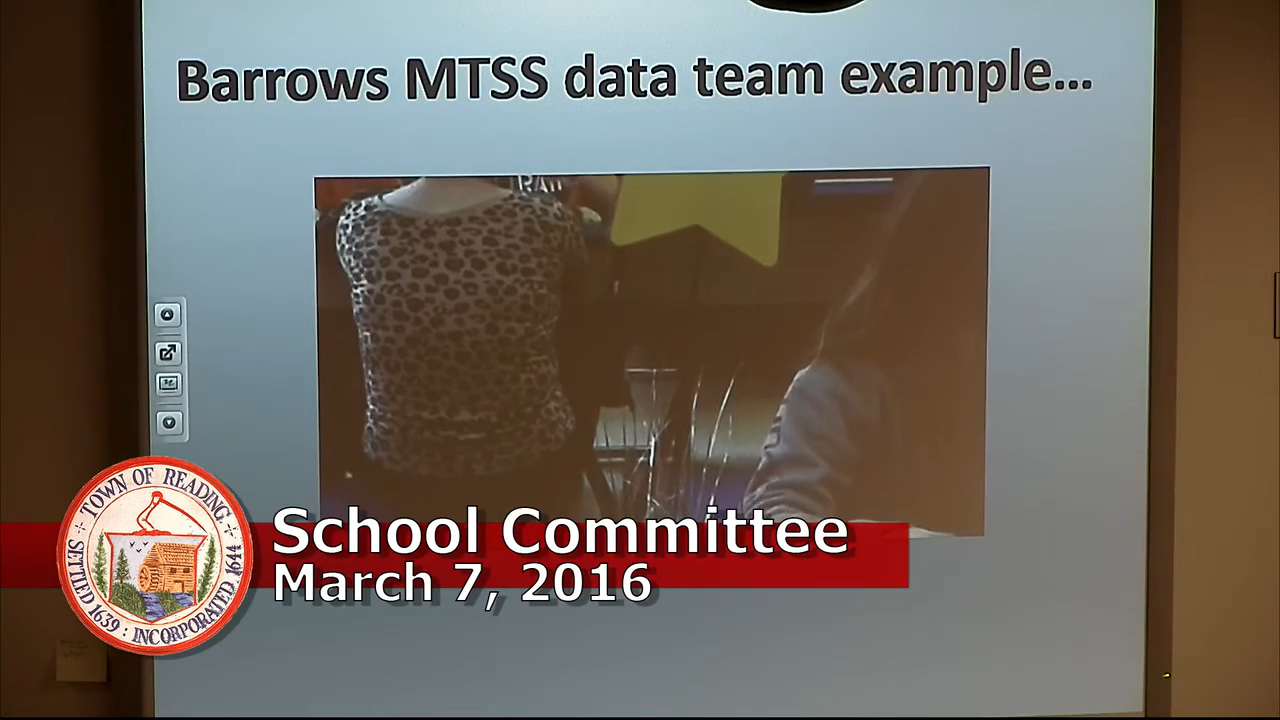 Barrows MTSS data team example...
TOWN OF READING
SETTLED 1639 : INCORPORATED 1644
School Committee
March 7, 2016